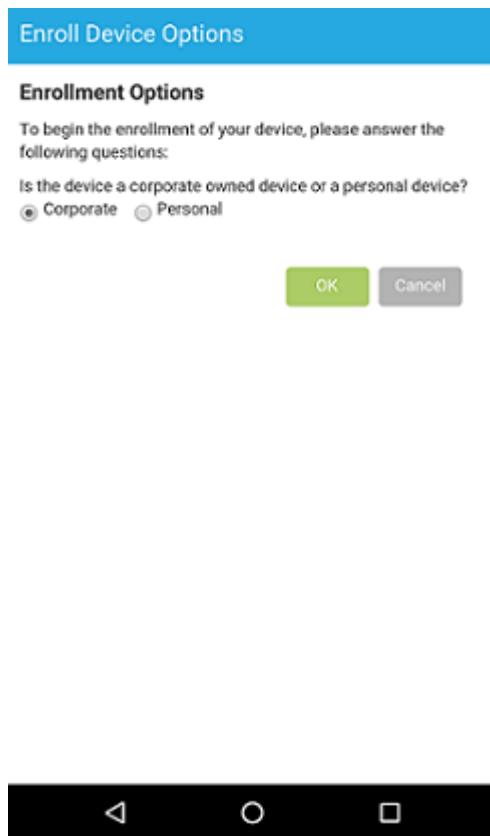 Enroll Device Options
Enrollment Options
To begin the enrollment of your device, please answer the
following questions:
Is the device a corporate owned device or a personal device?
Corporate Personal
OK Cancel